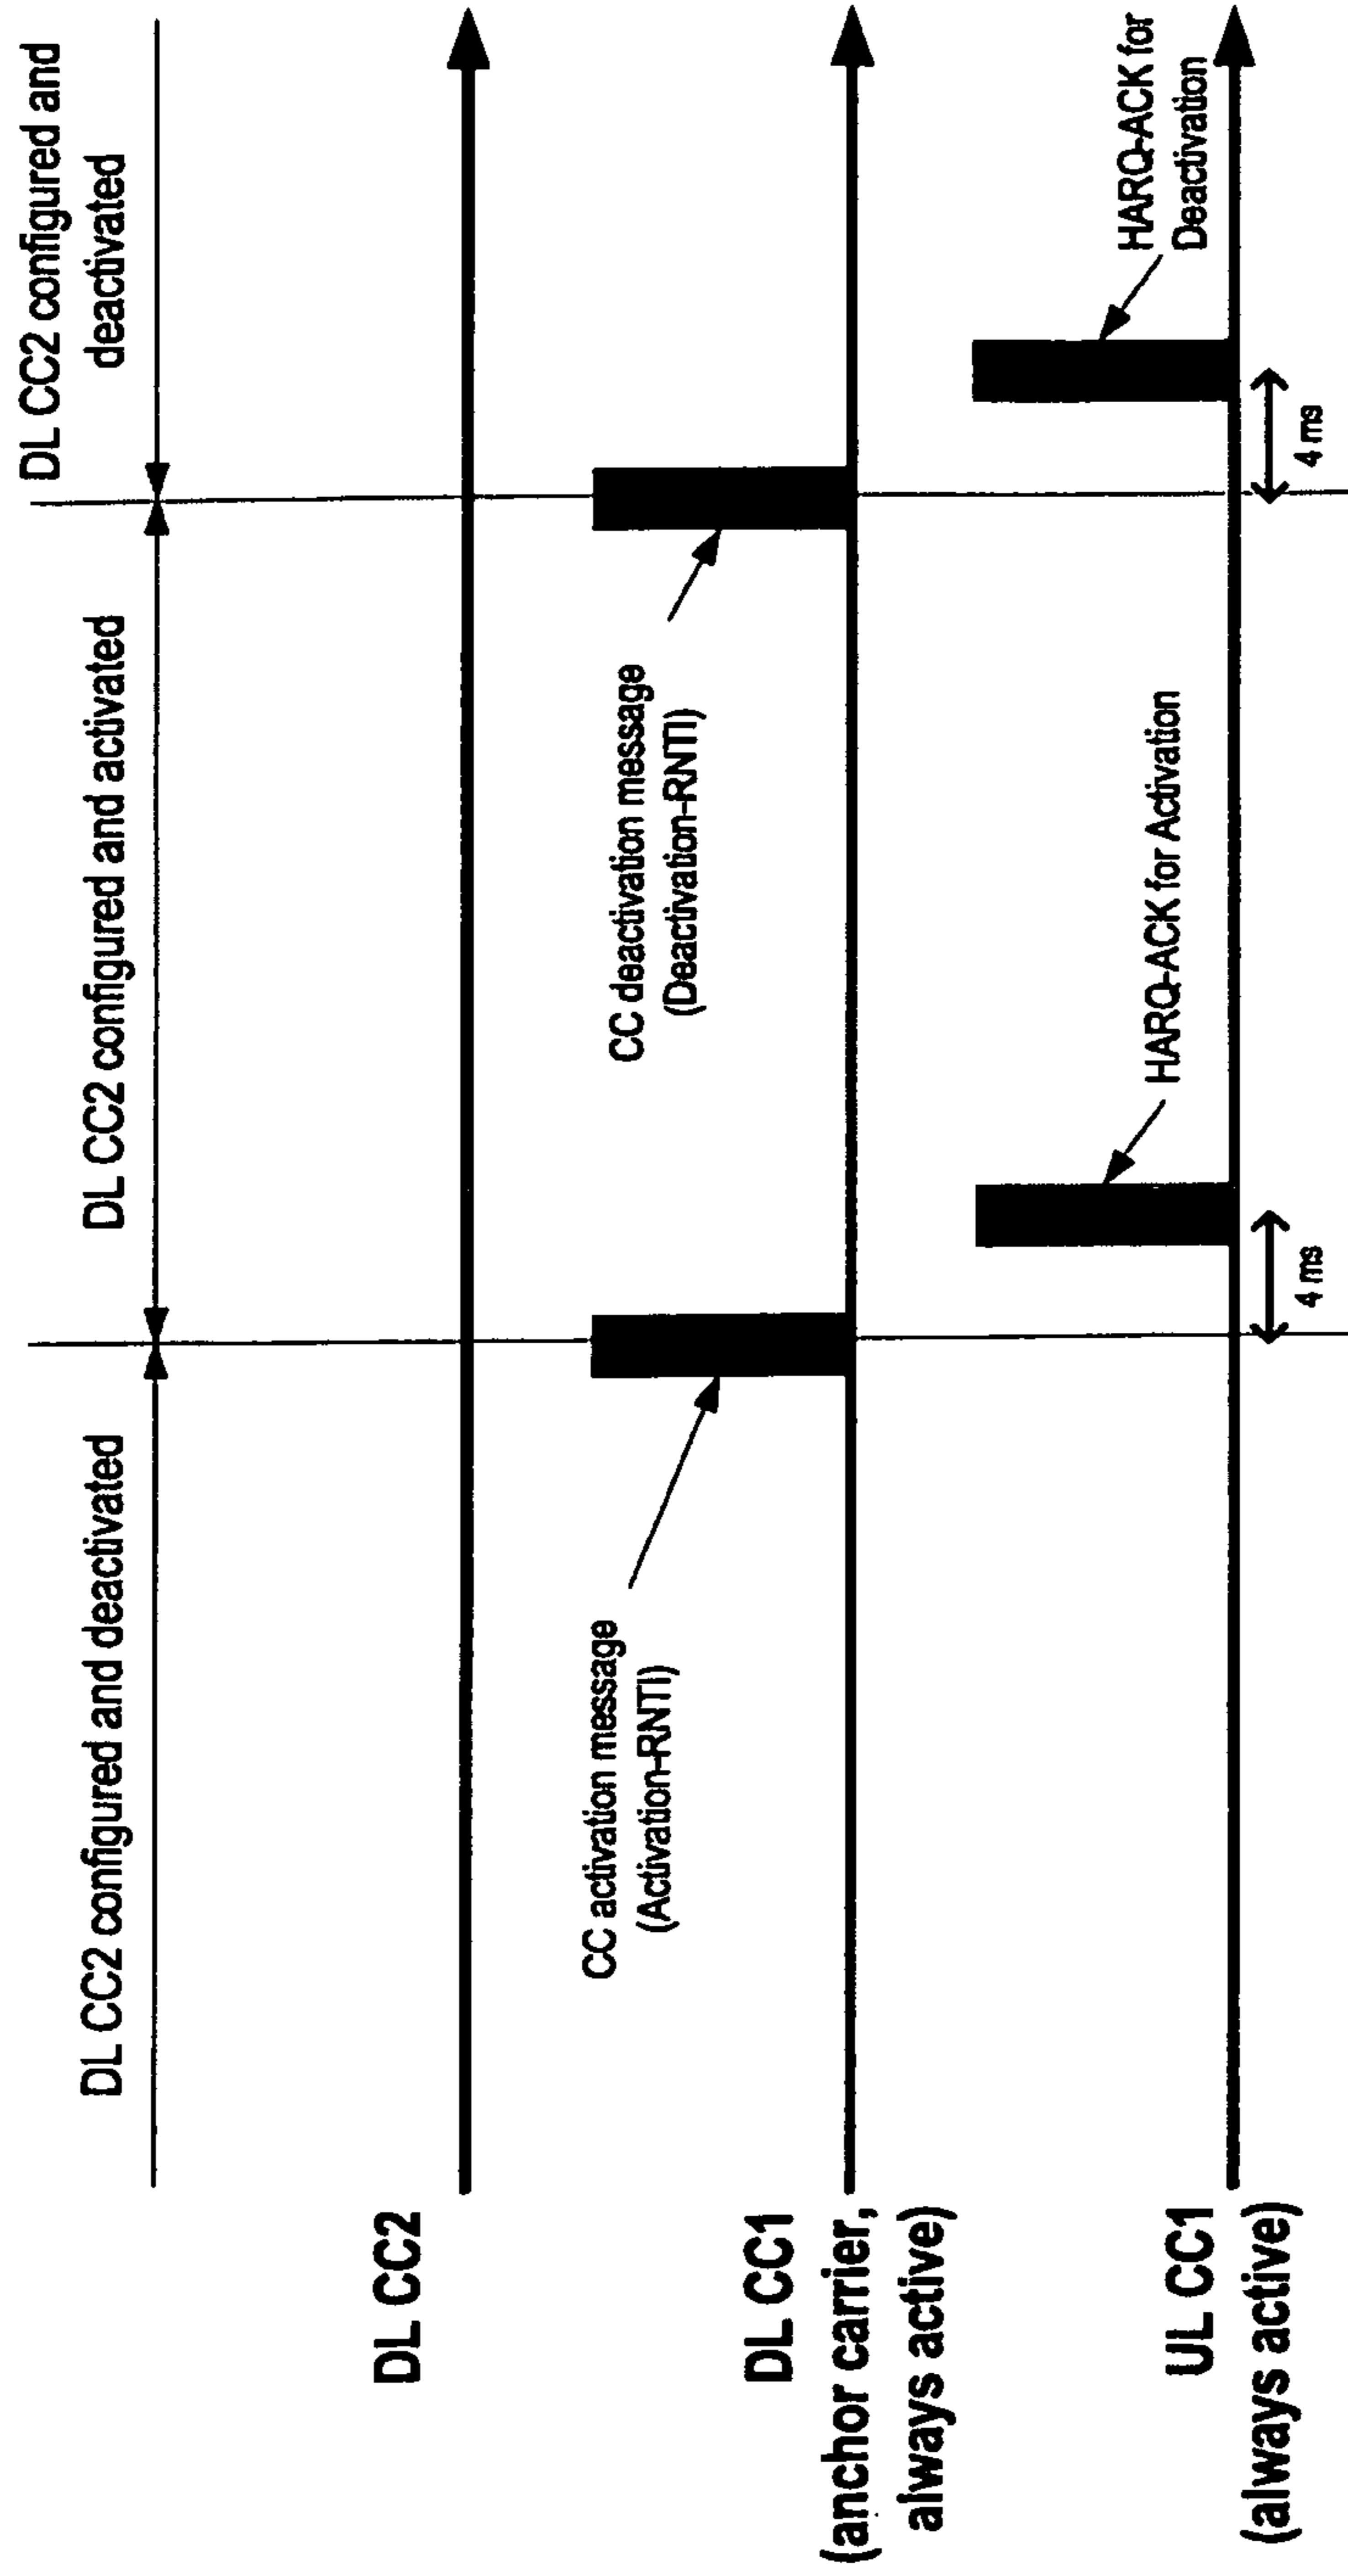 DL CC2 configured and deactivated
DL CC2 configured and activated
DL CC2 configured and
deactivated
DL CC2
CC activation message
(Activation-RNTI)
CC deactivation message
(Deactivation-RNTI)
DL CC1
(anchor carrier,
always active)
HARQ-ACK for Activation
HARQ-ACK for
Deactivation
UL CC1
(always active)
4 ms
4 ms